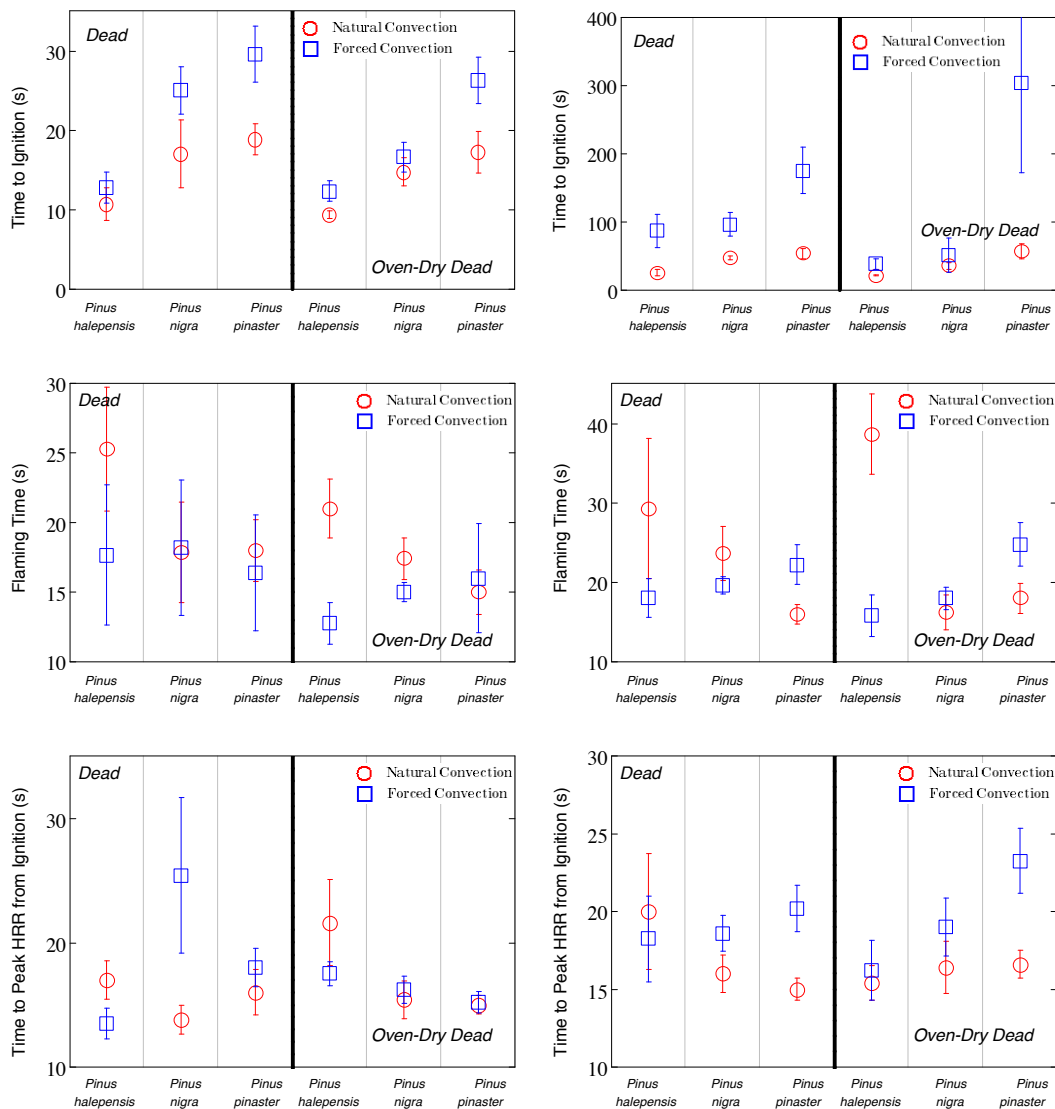 Time to Ignition (s)
30
20
10
0
Dead
Natural Convection
Forced Convection
Oven-Dry Dead
Pinus Pinus Pinus Pinus Pinus Pinus
halepensis nigra pinaster halepensis nigra pinaster
Time to Ignition (s)
400
300
200
100
0
Dead
Natural Convection
Forced Convection
Oven-Dry Dead
Pinus Pinus Pinus Pinus Pinus Pinus
halepensis nigra pinaster halepensis nigra pinaster
Flaming Time (s)
30
25
20
15
10
Dead
Natural Convection
Forced Convection
Oven-Dry Dead
Pinus Pinus Pinus Pinus Pinus Pinus
halepensis nigra pinaster halepensis nigra pinaster
Flaming Time (s)
40
30
20
10
Dead
Natural Convection
Forced Convection
Oven-Dry Dead
Pinus Pinus Pinus Pinus Pinus Pinus
halepensis nigra pinaster halepensis nigra pinaster
Time to Peak HRR from Ignition (s)
30
20
10
Dead
Natural Convection
Forced Convection
Oven-Dry Dead
Pinus Pinus Pinus Pinus Pinus Pinus
halepensis nigra pinaster halepensis nigra pinaster
Time to Peak HRR from Ignition (s)
30
25
20
15
10
Dead
Natural Convection
Forced Convection
Oven-Dry Dead
Pinus Pinus Pinus Pinus Pinus Pinus
halepensis nigra pinaster halepensis nigra pinaster